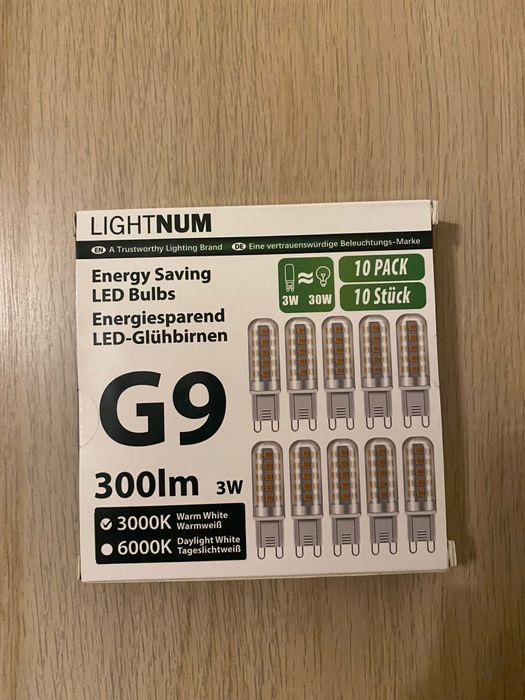 LIGHTNUM
EN A Trustworthy Lighting Brand DE Eine vertrauenswürdige Beleuchtungs-Marke
Energy Saving
LED Bulbs
Energiesparend
LED-Glühbirnen
3W ≈ 30W
10 PACK
10 Stück
G9
300lm 3W
3000K Warm White
Warmweiß
6000K Daylight White
Tageslichtweiß